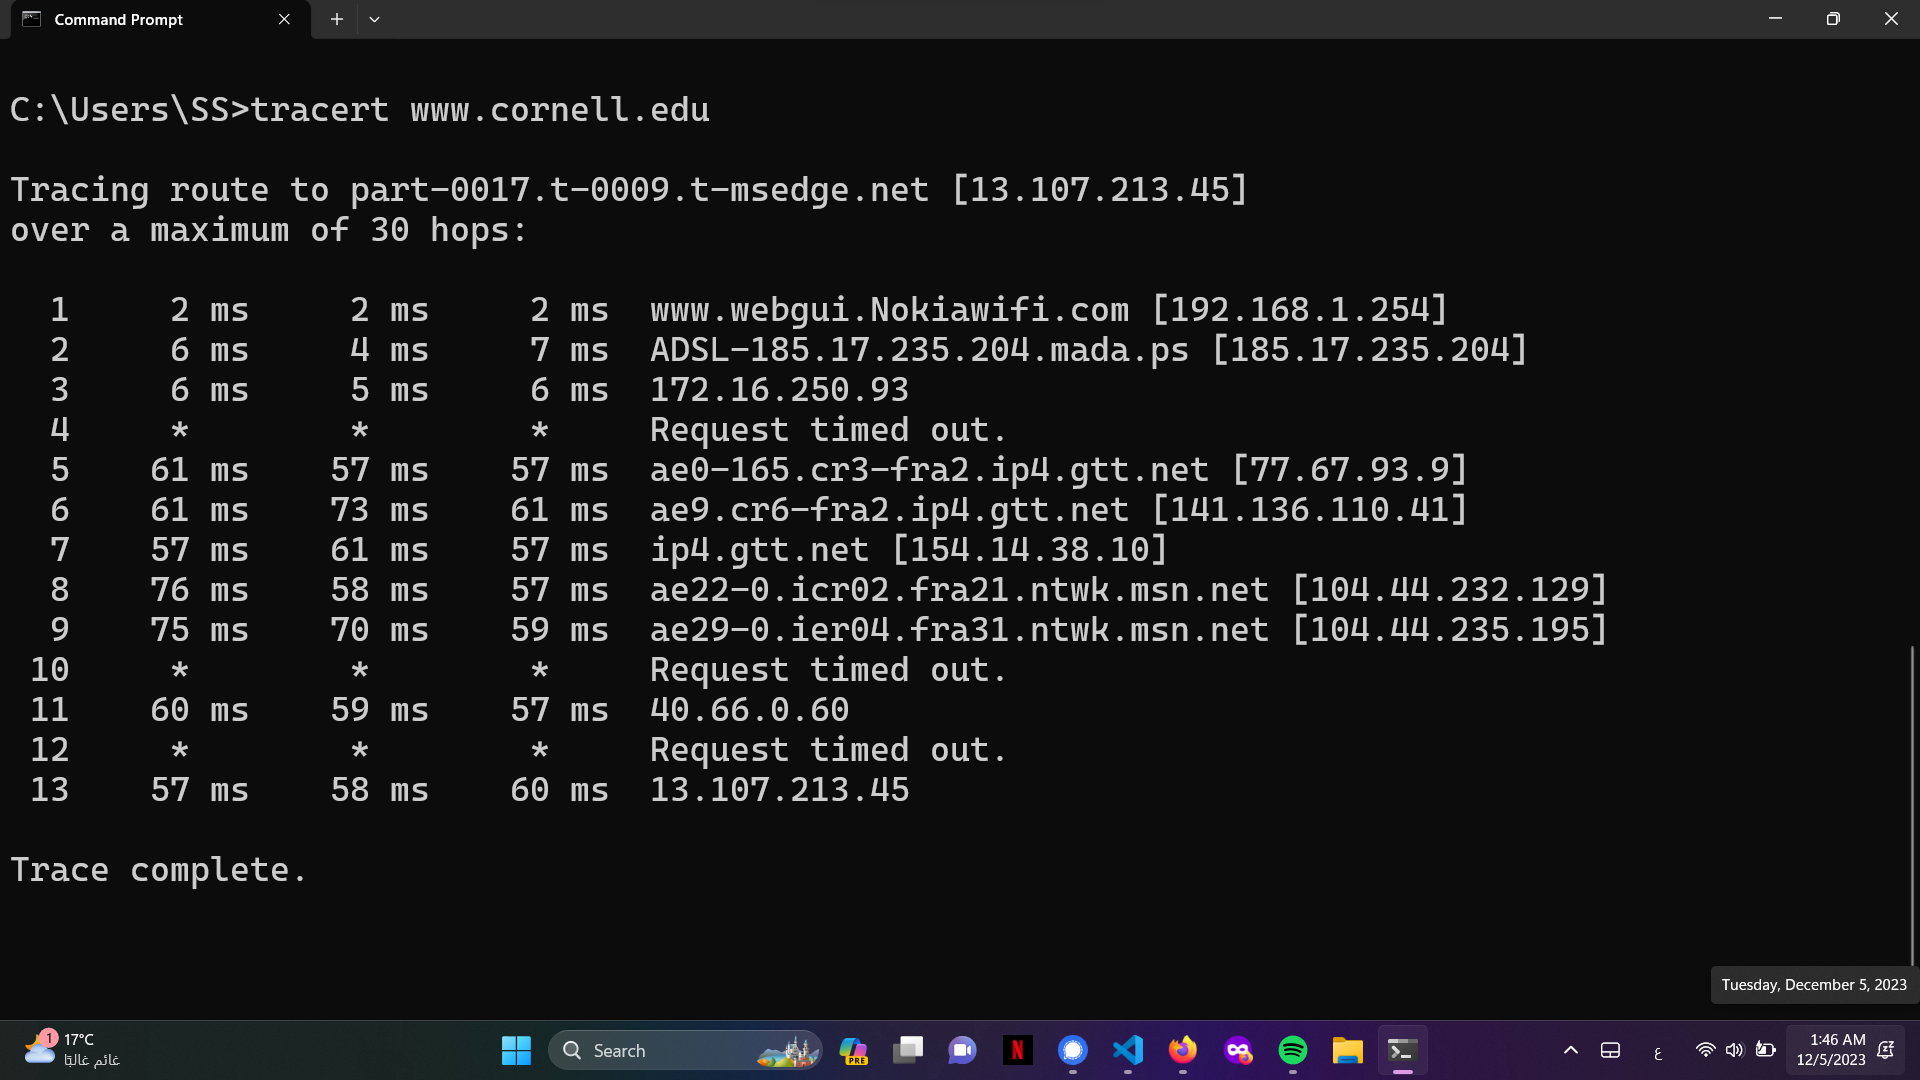 Command Prompt
C:\Users\SS>tracert www.cornell.edu
Tracing route to part-0017.t-0009.t-msedge.net [13.107.213.45]
over a maximum of 30 hops:
1 2 ms 2 ms 2 ms www.webgui.Nokiawifi.com [192.168.1.254]
2 6 ms 4 ms 7 ms ADSL-185.17.235.204.mada.ps [185.17.235.204]
3 6 ms 5 ms 6 ms 172.16.250.93
4 * * * Request timed out.
5 61 ms 57 ms 57 ms ae0-165.cr3-fra2.ip4.gtt.net [77.67.93.9]
6 61 ms 73 ms 61 ms ae9.cr6-fra2.ip4.gtt.net [141.136.110.41]
7 57 ms 61 ms 57 ms ip4.gtt.net [154.14.38.10]
8 76 ms 58 ms 57 ms ae22-0.icr02.fra21.ntwk.msn.net [104.44.232.129]
9 75 ms 70 ms 59 ms ae29-0.ier04.fra31.ntwk.msn.net [104.44.235.195]
10 * * * Request timed out.
11 60 ms 59 ms 57 ms 40.66.0.60
12 * * * Request timed out.
13 57 ms 58 ms 60 ms 13.107.213.45
Trace complete.
Tuesday, December 5, 2023
1
17°C
غائم غالبًا
Search
PRE
N
ع
1:46 AM
12/5/2023